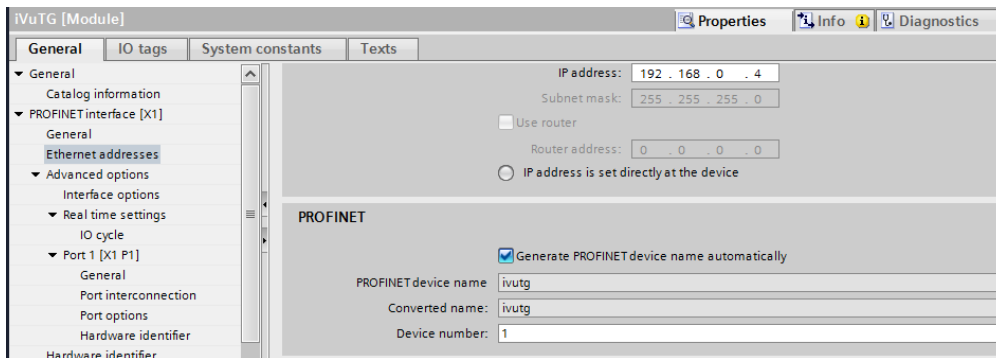 iVuTG [Module]
Properties
Info
Diagnostics
General
IO tags
System constants
Texts
General
Catalog information
PROFINET interface [X1]
General
Ethernet addresses
Advanced options
Interface options
Real time settings
IO cycle
Port 1 [X1 P1]
General
Port interconnection
Port options
Hardware identifier
Hardware identifier
IP address: 192 . 168 . 0 . 4
Subnet mask: 255 . 255 . 255 . 0
Use router
Router address: 0 . 0 . 0 . 0
IP address is set directly at the device
PROFINET
Generate PROFINET device name automatically
PROFINET device name ivutg
Converted name: ivutg
Device number: 1